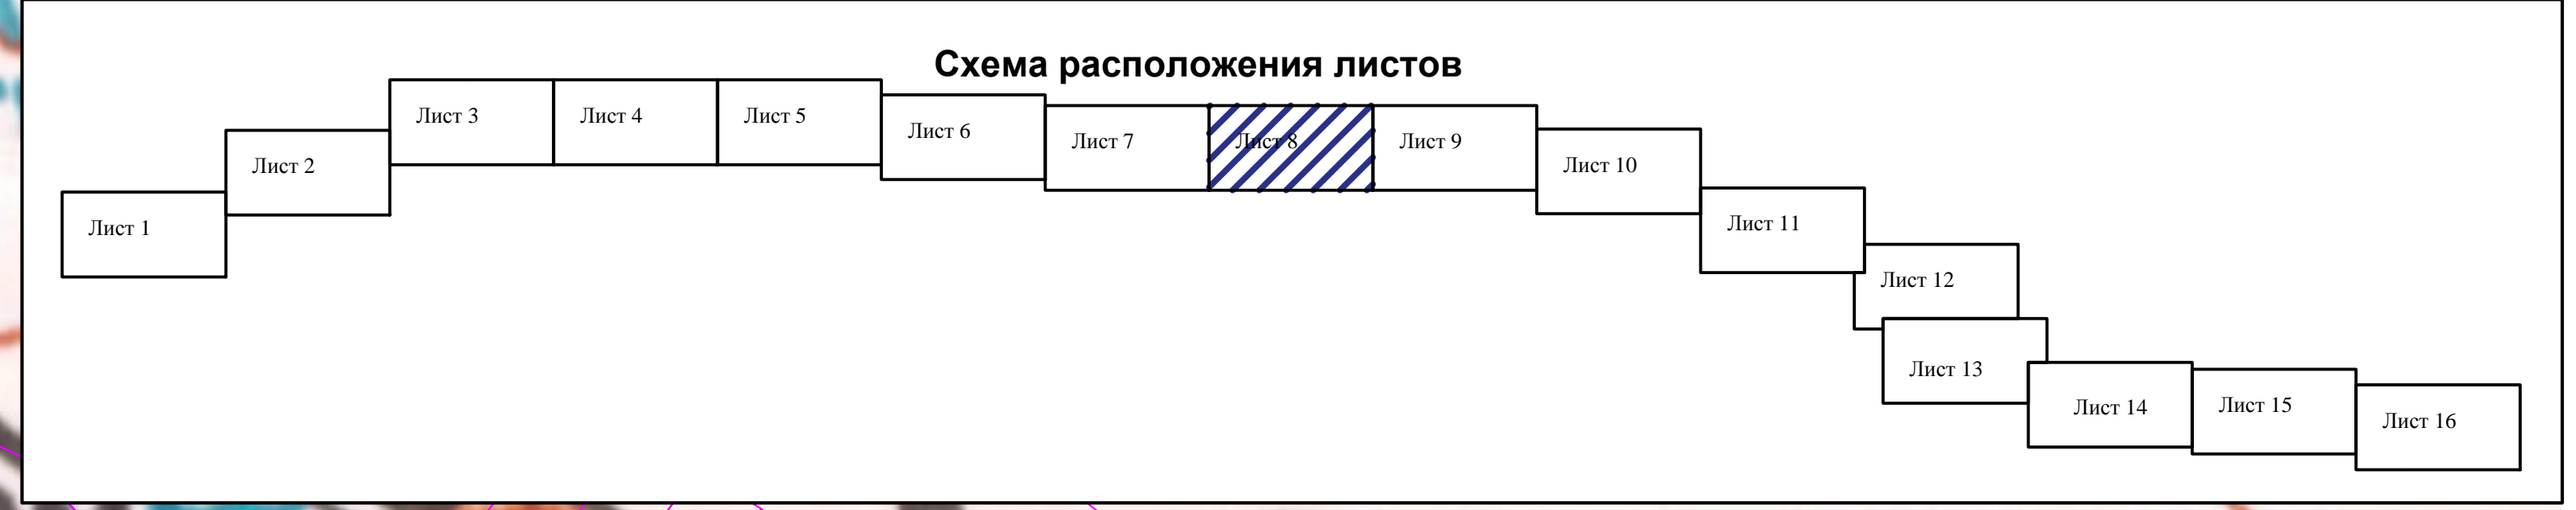 Схема расположения листов
Лист 1
Лист 2
Лист 3
Лист 4
Лист 5
Лист 6
Лист 7
Лист 8
Лист 9
Лист 10
Лист 11
Лист 12
Лист 13
Лист 14
Лист 15
Лист 16